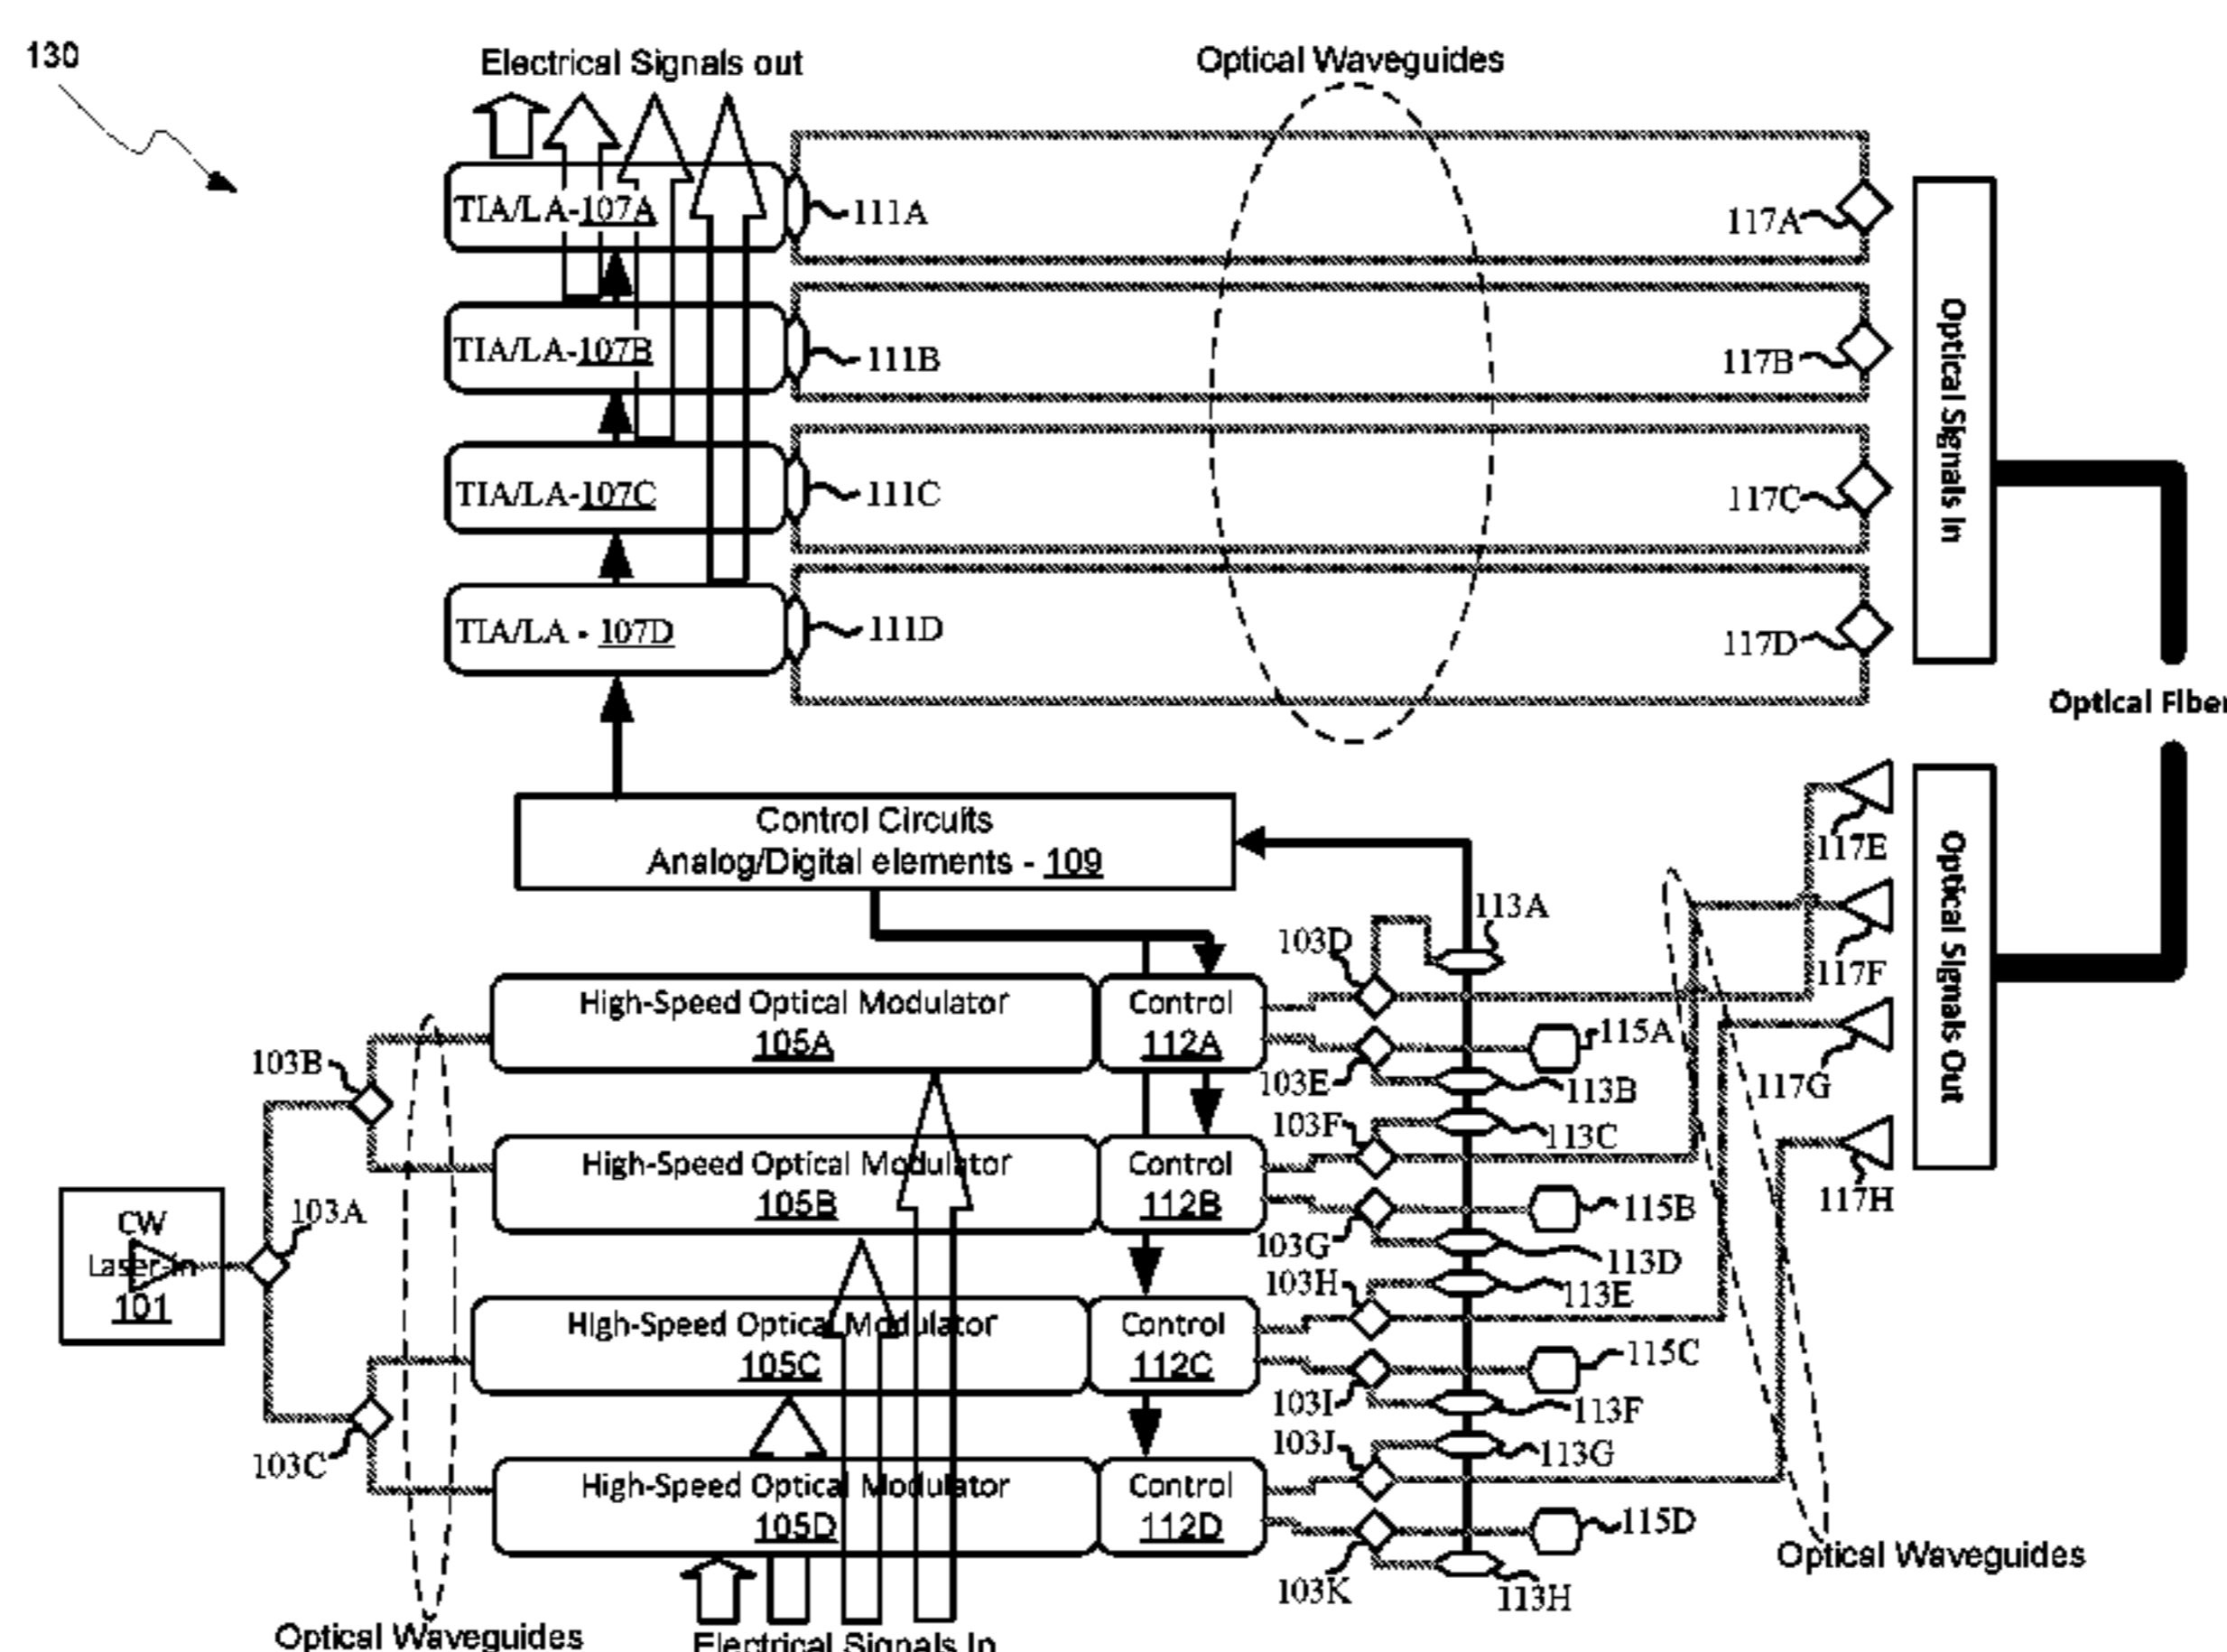 130
Electrical Signals out
Optical Waveguides
TIA/LA-107A
111A
117A
TIA/LA-107B
111B
117B
Optical Signals In
TIA/LA-107C
111C
117C
TIA/LA - 107D
111D
117D
Optical Fiber
Control Circuits
Analog/Digital elements - 109
117E
113A
103D
117F
High-Speed Optical Modulator
105A
Control
112A
115A
Optical Signals Out
103B
103E
113B
117G
103F
113C
High-Speed Optical Modulator
105B
Control
112B
115B
117H
103A
CW
Laser-in
101
103G
113D
103H
113E
High-Speed Optical Modulator
105C
Control
112C
115C
103I
113F
103C
103J
113G
High-Speed Optical Modulator
105D
Control
112D
115D
Optical Waveguides
103K
113H
Optical Waveguides
Electrical Signals In